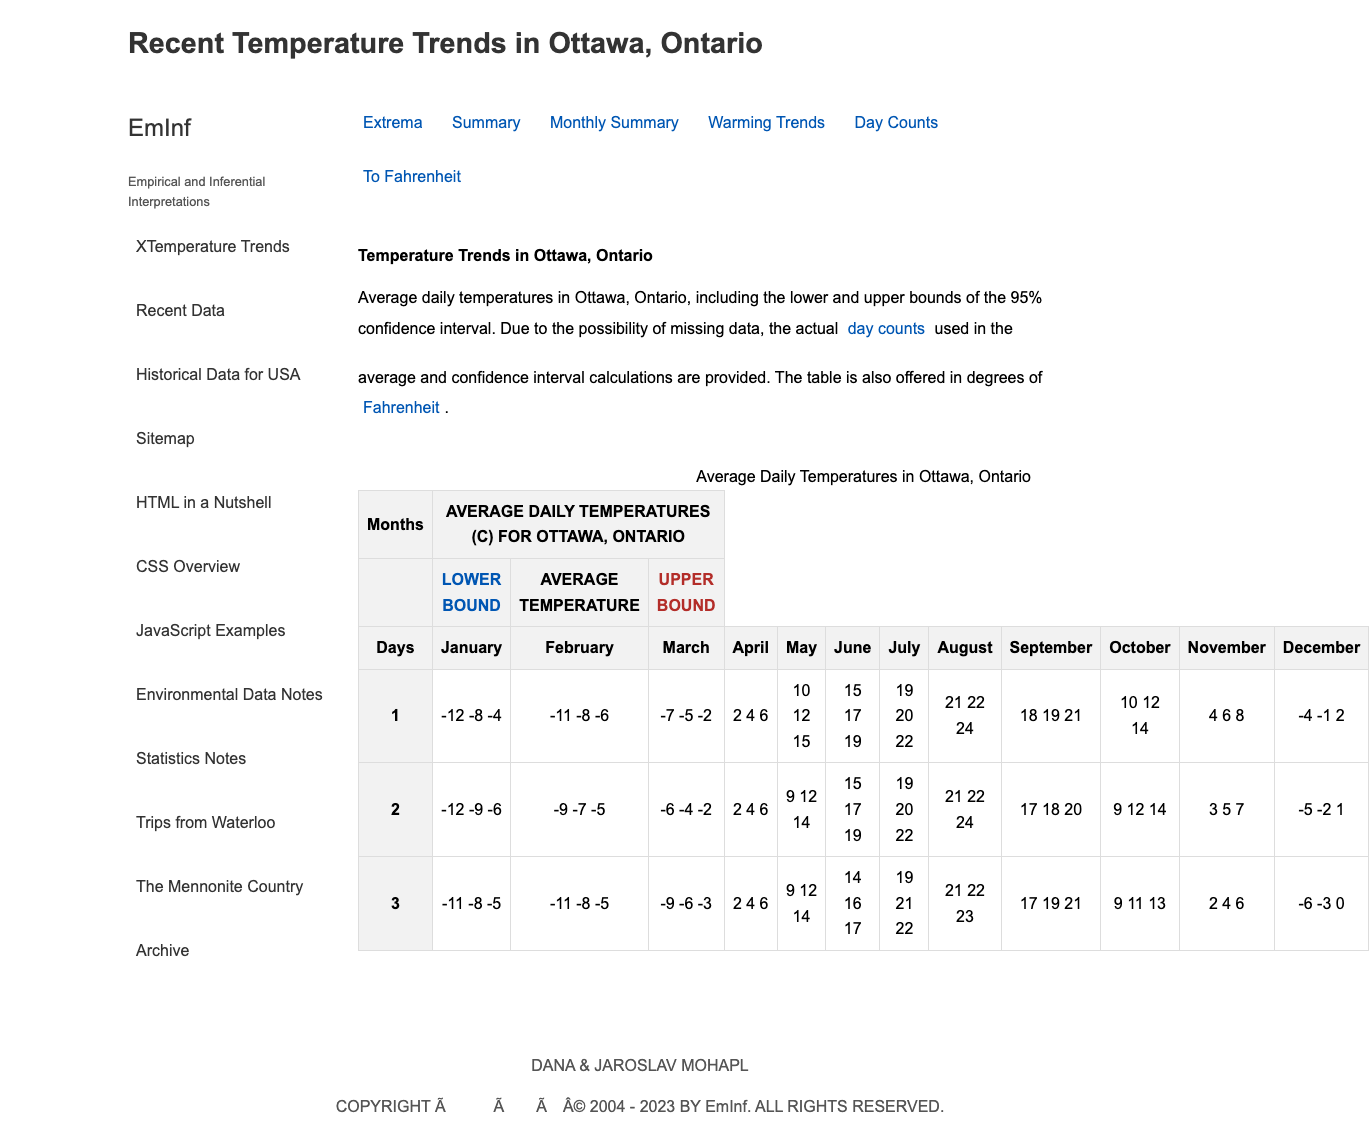 Recent Temperature Trends in Ottawa, Ontario
EmInf
Empirical and Inferential
Interpretations
XTemperature Trends
Recent Data
Historical Data for USA
Sitemap
HTML in a Nutshell
CSS Overview
JavaScript Examples
Environmental Data Notes
Statistics Notes
Trips from Waterloo
The Mennonite Country
Archive
Extrema Summary Monthly Summary Warming Trends Day Counts
To Fahrenheit
Temperature Trends in Ottawa, Ontario
Average daily temperatures in Ottawa, Ontario, including the lower and upper bounds of the 95%
confidence interval. Due to the possibility of missing data, the actual day counts used in the
average and confidence interval calculations are provided. The table is also offered in degrees of
Fahrenheit .
Average Daily Temperatures in Ottawa, Ontario
Months AVERAGE DAILY TEMPERATURES
(C) FOR OTTAWA, ONTARIO
LOWER BOUND AVERAGE TEMPERATURE UPPER BOUND
Days January February March April May June July August September October November December
1 -12 -8 -4 -11 -8 -6 -7 -5 -2 2 4 6 10 12 15 15 17 19 19 20 22 21 22 24 18 19 21 10 12 14 4 6 8 -4 -1 2
2 -12 -9 -6 -9 -7 -5 -6 -4 -2 2 4 6 9 12 14 15 17 19 19 20 22 21 22 24 17 18 20 9 12 14 3 5 7 -5 -2 1
3 -11 -8 -5 -11 -8 -5 -9 -6 -3 2 4 6 9 12 14 14 16 17 19 21 22 21 22 23 17 19 21 9 11 13 2 4 6 -6 -3 0
DANA & JAROSLAV MOHAPL
COPYRIGHT Ã Ã Ã Â© 2004 - 2023 BY EmInf. ALL RIGHTS RESERVED.